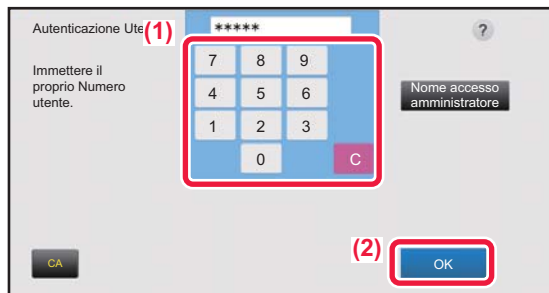 Autenticazione Ute
(1)
*****
?
Immettere il
proprio Numero
utente.
7 8 9
4 5 6
1 2 3
0 C
Nome accesso
amministratore
(2)
CA
OK